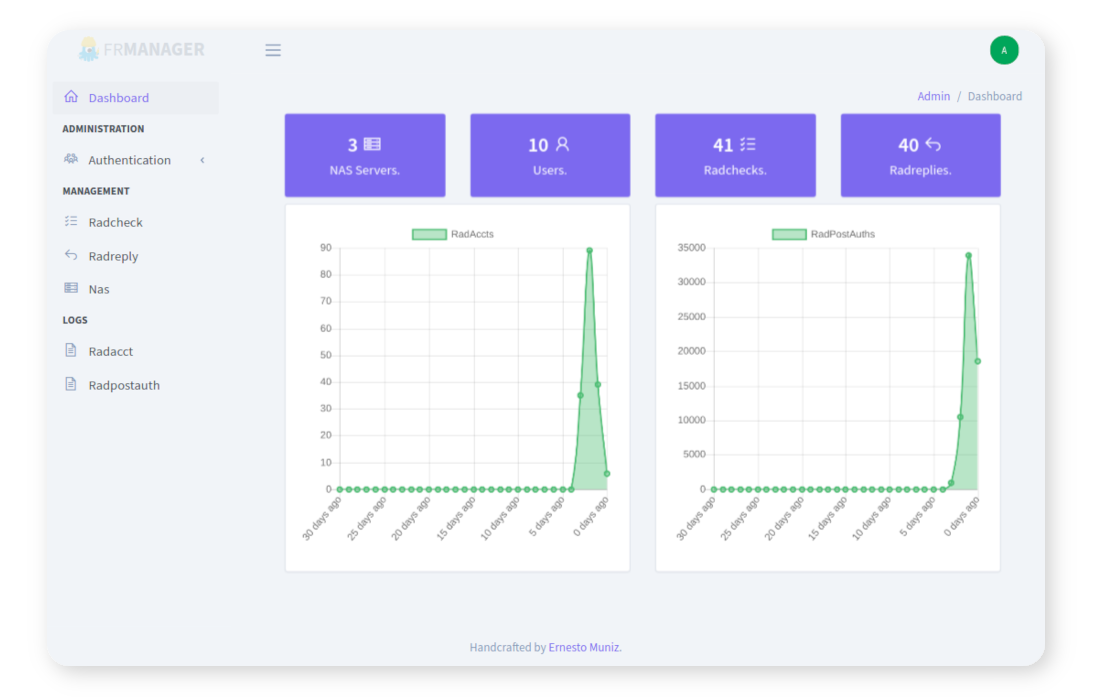 FRMANAGER
A
Admin / Dashboard
Dashboard
ADMINISTRATION
Authentication
MANAGEMENT
Radcheck
Radreply
Nas
LOGS
Radacct
Radpostauth
3
NAS Servers.
10
Users.
41
Radchecks.
40
Radreplies.
RadAccts
90
80
70
60
50
40
30
20
10
0
30 days ago
25 days ago
20 days ago
15 days ago
10 days ago
5 days ago
0 days ago
RadPostAuths
35000
30000
25000
20000
15000
10000
5000
0
30 days ago
25 days ago
20 days ago
15 days ago
10 days ago
5 days ago
0 days ago
Handcrafted by Ernesto Muniz.